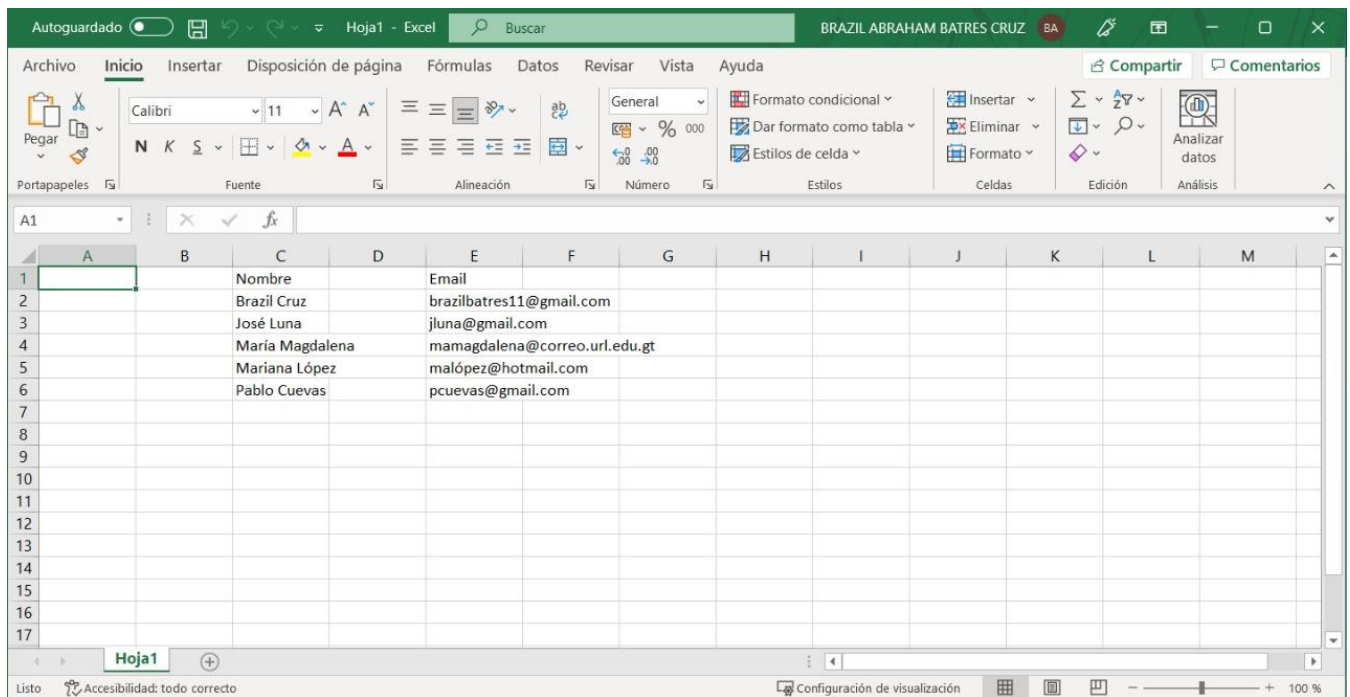 Autoguardado Hoja1 - Excel Buscar BRAZIL ABRAHAM BATRES CRUZ BA
Archivo Inicio Insertar Disposición de página Fórmulas Datos Revisar Vista Ayuda Compartir Comentarios
Pegar
Calibri 11 A^ Aˇ
N K S A
ab
General
% 000
Formato condicional
Dar formato como tabla
Estilos de celda
Insertar
Eliminar
Formato
Analizar
datos
Portapapeles Fuente Alineación Número Estilos Celdas Edición Análisis
A1 fx
A B C D E F G H I J K L M
1 Nombre Email
2 Brazil Cruz brazilbatres11@gmail.com
3 José Luna jluna@gmail.com
4 María Magdalena mamagdalena@correo.url.edu.gt
5 Mariana López malópez@hotmail.com
6 Pablo Cuevas pcuevas@gmail.com
7
8
9
10
11
12
13
14
15
16
17
Hoja1
Listo Accesibilidad: todo correcto Configuración de visualización 100 %